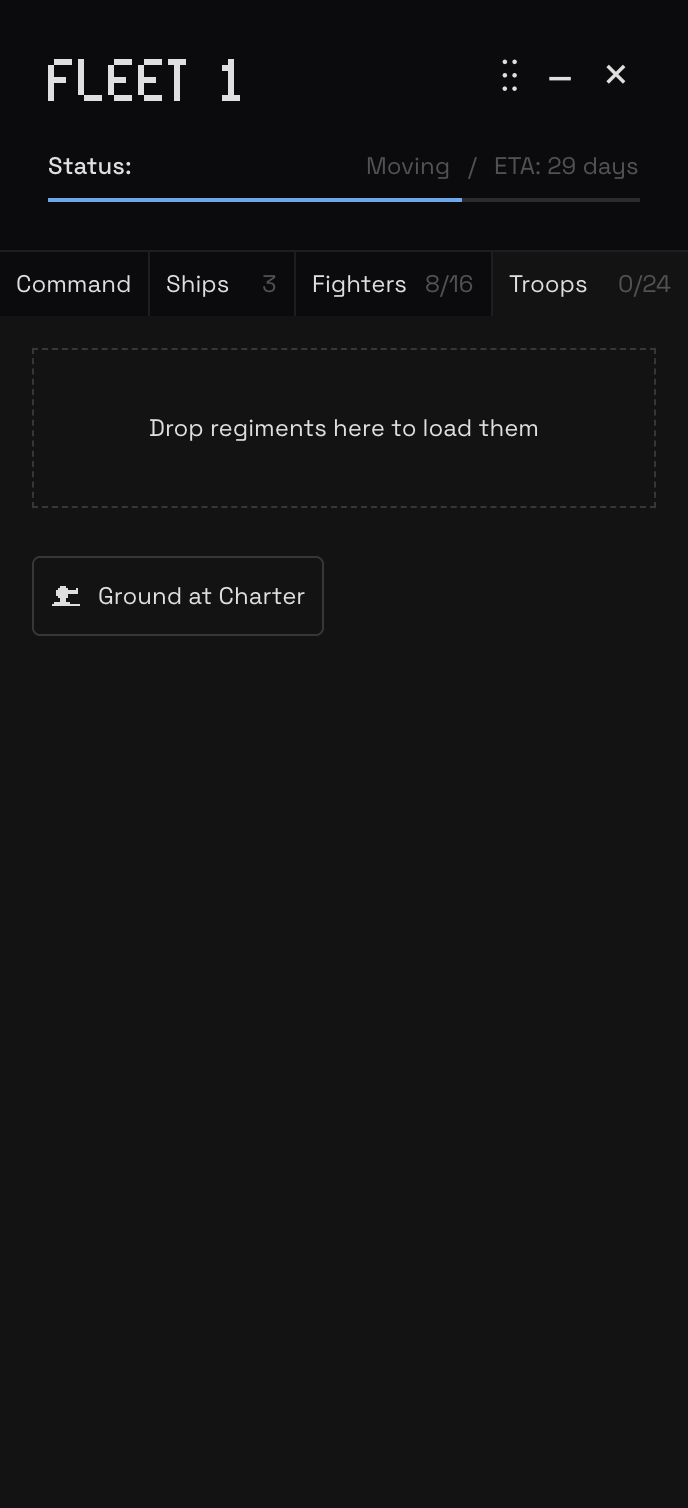 FLEET 1
Status: Moving / ETA: 29 days
Command Ships 3 Fighters 8/16 Troops 0/24
Drop regiments here to load them
Ground at Charter